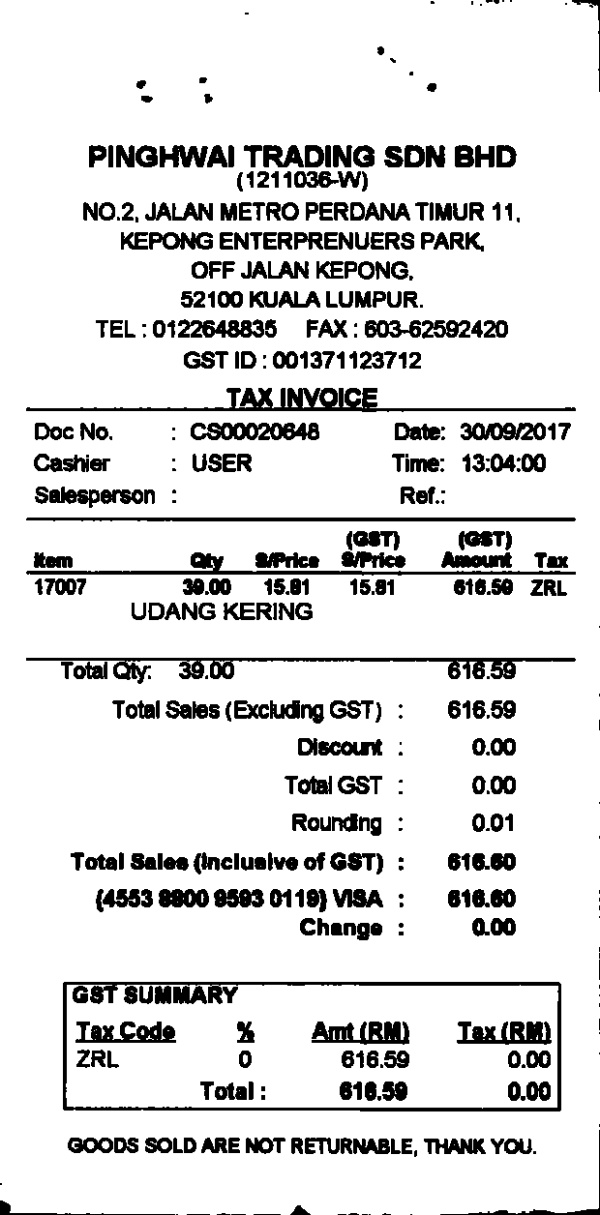 PINGHWAI TRADING SDN BHD
(1211036-W)
NO.2, JALAN METRO PERDANA TIMUR 11,
KEPONG ENTERPRENUERS PARK,
OFF JALAN KEPONG,
52100 KUALA LUMPUR.
TEL : 0122648835 FAX : 603-62592420
GST ID : 001371123712
TAX INVOICE
Doc No. : CS00020648 Date: 30/09/2017
Cashier : USER Time: 13:04:00
Salesperson : Ref.:
(GST) (GST)
Item Qty S/Price S/Price Amount Tax
17007 39.00 15.81 15.81 616.59 ZRL
UDANG KERING
Total Qty: 39.00 616.59
Total Sales (Excluding GST) : 616.59
Discount : 0.00
Total GST : 0.00
Rounding : 0.01
Total Sales (Inclusive of GST) : 616.60
(4553 8800 9593 0119) VISA : 616.60
Change : 0.00
GST SUMMARY
Tax Code % Amt (RM) Tax (RM)
ZRL 0 616.59 0.00
Total : 616.59 0.00
GOODS SOLD ARE NOT RETURNABLE, THANK YOU.